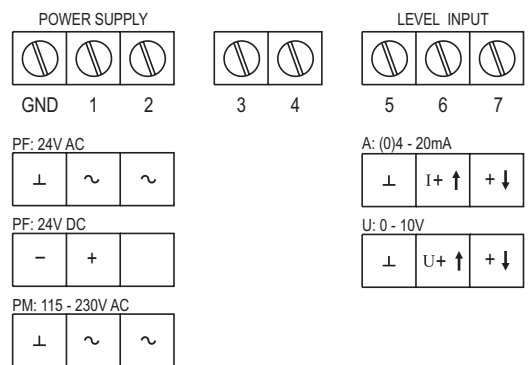 POWER SUPPLY
LEVEL INPUT
GND 1 2 3 4 5 6 7
PF: 24V AC
⊥ ~ ~
A: (0)4 - 20mA
⊥ I+ ↑ + ↓
PF: 24V DC
− +
U: 0 - 10V
⊥ U+ ↑ + ↓
PM: 115 - 230V AC
⊥ ~ ~